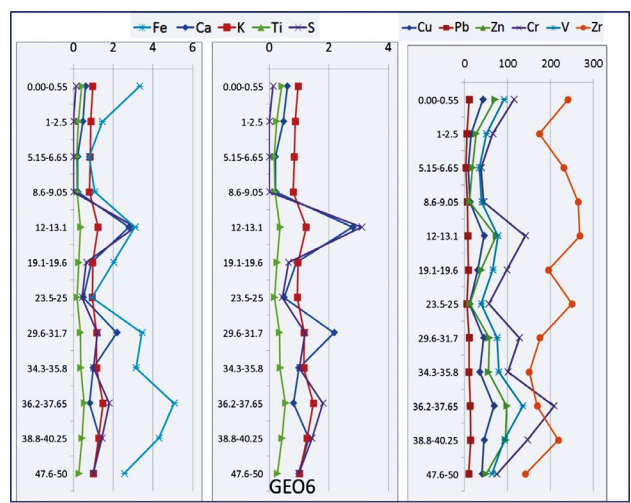 Fe Ca K Ti S
Cu Pb Zn Cr V Zr
0 2 4 6
0 2 4
0 100 200 300
0.00-0.55 0.00-0.55 0.00-0.55
1-2.5 1-2.5 1-2.5
5.15-6.65 5.15-6.65 5.15-6.65
8.6-9.05 8.6-9.05 8.6-9.05
12-13.1 12-13.1 12-13.1
19.1-19.6 19.1-19.6 19.1-19.6
23.5-25 23.5-25 23.5-25
29.6-31.7 29.6-31.7 29.6-31.7
34.3-35.8 34.3-35.8 34.3-35.8
36.2-37.65 36.2-37.65 36.2-37.65
38.8-40.25 38.8-40.25 38.8-40.25
47.6-50 47.6-50 47.6-50
GEO6